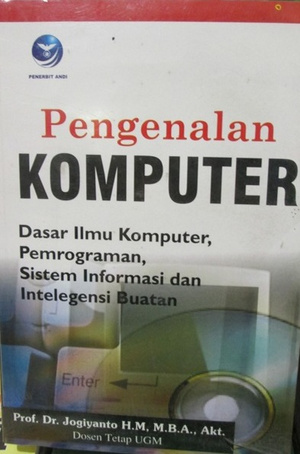 PENERBIT ANDI
Pengenalan
KOMPUTER
Dasar Ilmu Komputer,
Pemrograman,
Sistem Informasi dan
Intelegensi Buatan
Enter
Prof. Dr. Jogiyanto H.M, M.B.A., Akt.
Dosen Tetap UGM